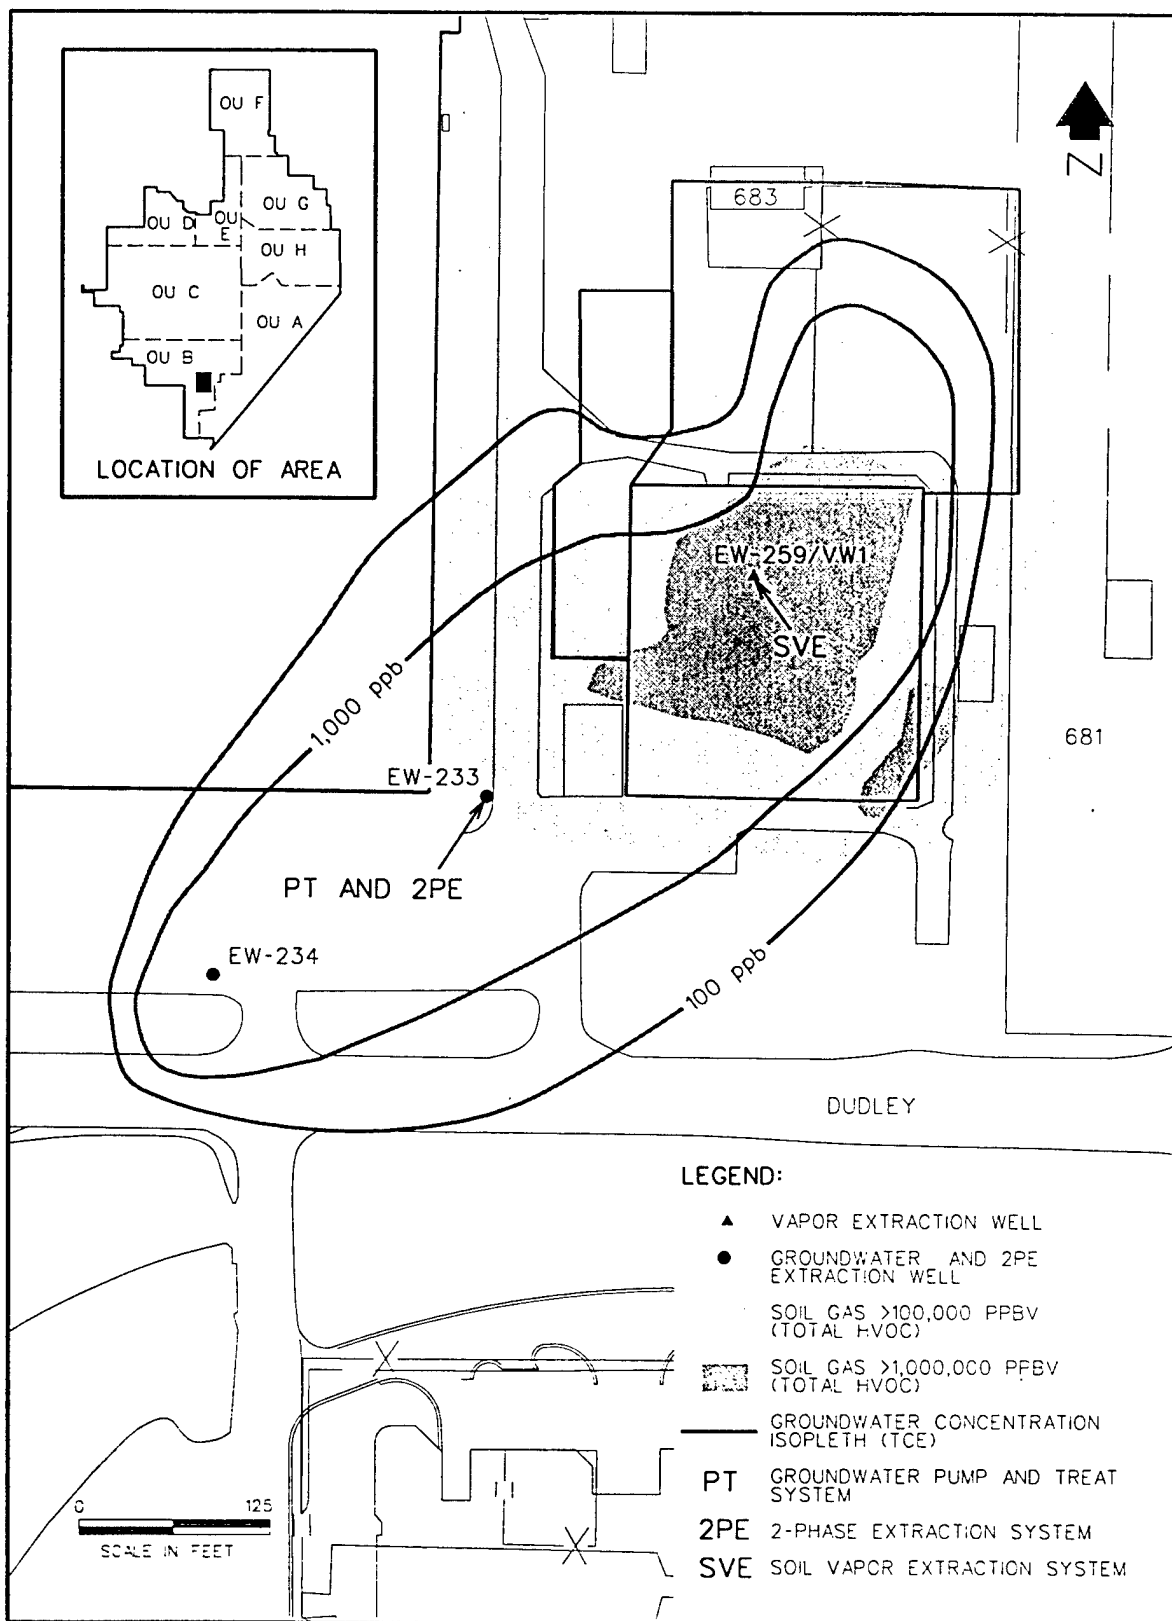 OU F
OU G
OU D
OU
E
OU H
OU C
OU A
OU B
LOCATION OF AREA
N
683
EW-259/VW1
SVE
1,000 ppb
EW-233
681
PT AND 2PE
EW-234
100 ppb
DUDLEY
LEGEND:
VAPOR EXTRACTION WELL
GROUNDWATER AND 2PE
EXTRACTION WELL
SOIL GAS >100,000 PPBV
(TOTAL HVOC)
SOIL GAS >1,000,000 PPBV
(TOTAL HVOC)
GROUNDWATER CONCENTRATION
ISOPLETH (TCE)
PT GROUNDWATER PUMP AND TREAT
SYSTEM
2PE 2-PHASE EXTRACTION SYSTEM
SVE SOIL VAPOR EXTRACTION SYSTEM
0 125
SCALE IN FEET